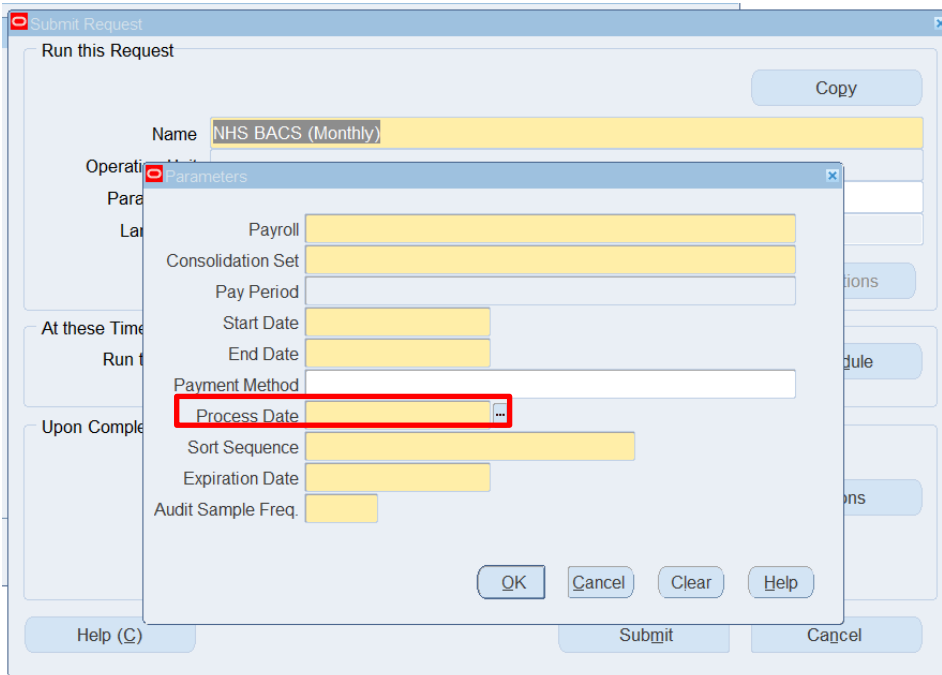 Submit Request
Run this Request
Copy
Name NHS BACS (Monthly)
Parameters
Payroll
Consolidation Set
Pay Period
Start Date
End Date
Payment Method
Process Date ...
Sort Sequence
Expiration Date
Audit Sample Freq.
OK Cancel Clear Help
At these Time
Run t
Upon Comple
Help (C) Submit Cancel